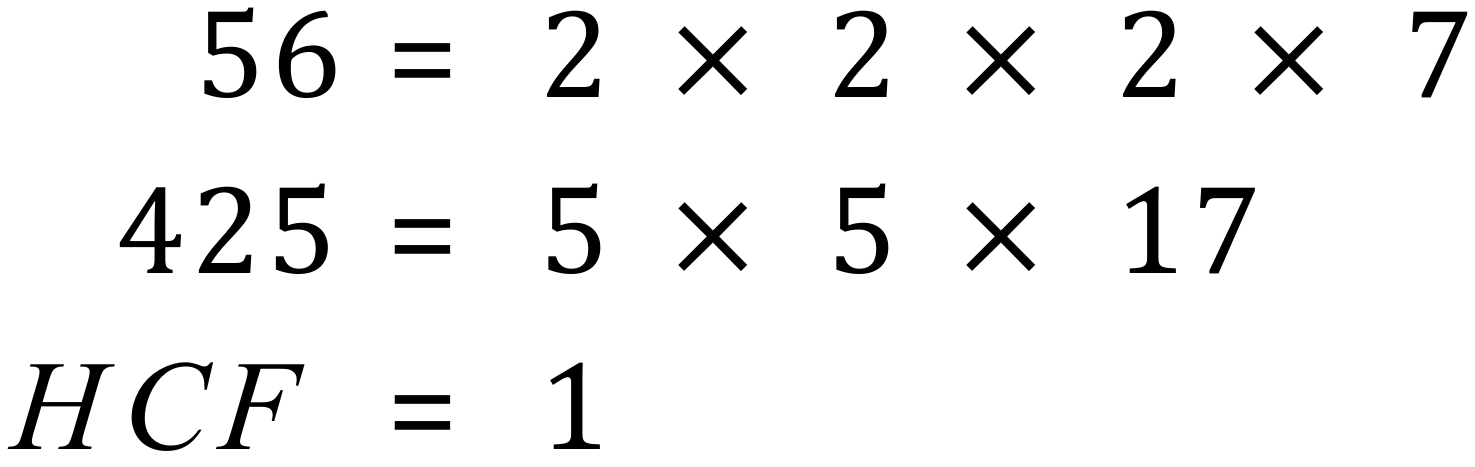 56 = 2 × 2 × 2 × 7
425 = 5 × 5 × 17
HCF = 1